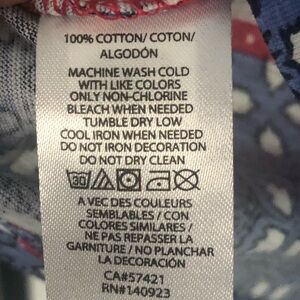 100% COTTON/ COTON/
ALGODÓN
MACHINE WASH COLD
WITH LIKE COLORS
ONLY NON-CHLORINE
BLEACH WHEN NEEDED
TUMBLE DRY LOW
COOL IRON WHEN NEEDED
DO NOT IRON DECORATION
DO NOT DRY CLEAN
30
A VEC DES COULEURS
SEMBLABLES / CON
COLORES SIMILARES /
NE PAS REPASSER LA
GARNITURE / NO PLANCHAR
LA DECORACIÓN
CA#57421
RN#140923